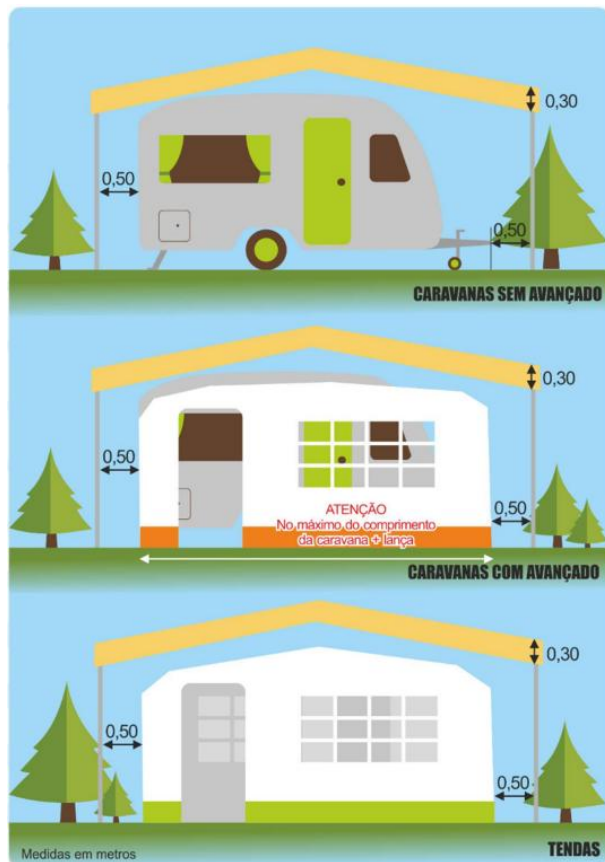 0,30
0,50
0,50
CARAVANAS SEM AVANÇADO
0,30
0,50
0,50
ATENÇÃO
No máximo do comprimento
da caravana + lança
CARAVANAS COM AVANÇADO
0,30
0,50
0,50
Medidas em metros
TENDAS